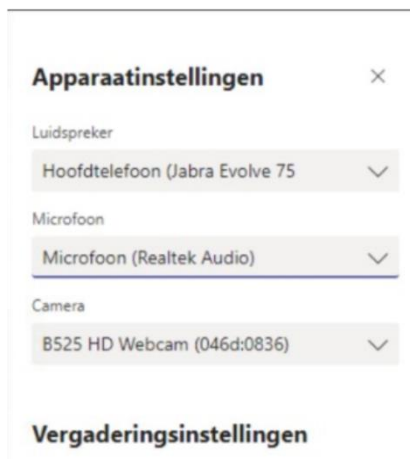 Apparaatinstellingen
Luidspreker
Hoofdtelefoon (Jabra Evolve 75
Microfoon
Microfoon (Realtek Audio)
Camera
B525 HD Webcam (046d:0836)
Vergaderingsinstellingen